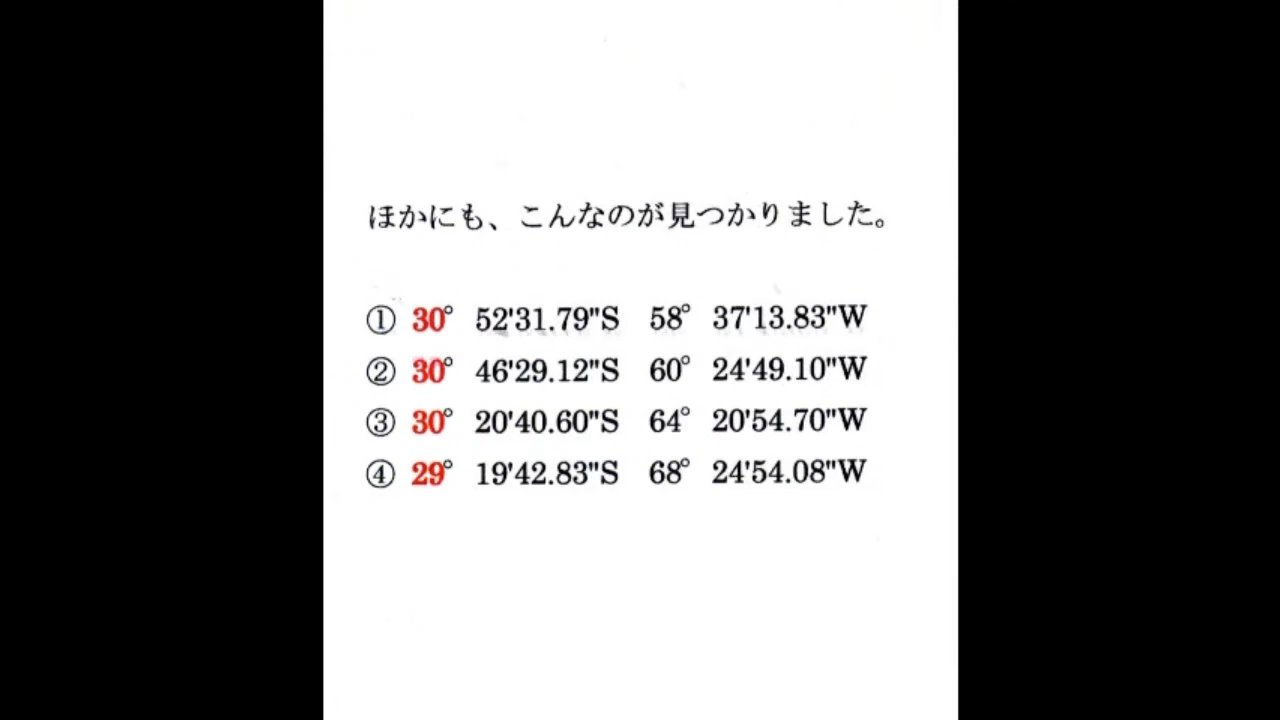 ほかにも、こんなのが見つかりました。
① 30° 52'31.79"S 58° 37'13.83"W
② 30° 46'29.12"S 60° 24'49.10"W
③ 30° 20'40.60"S 64° 20'54.70"W
④ 29° 19'42.83"S 68° 24'54.08"W